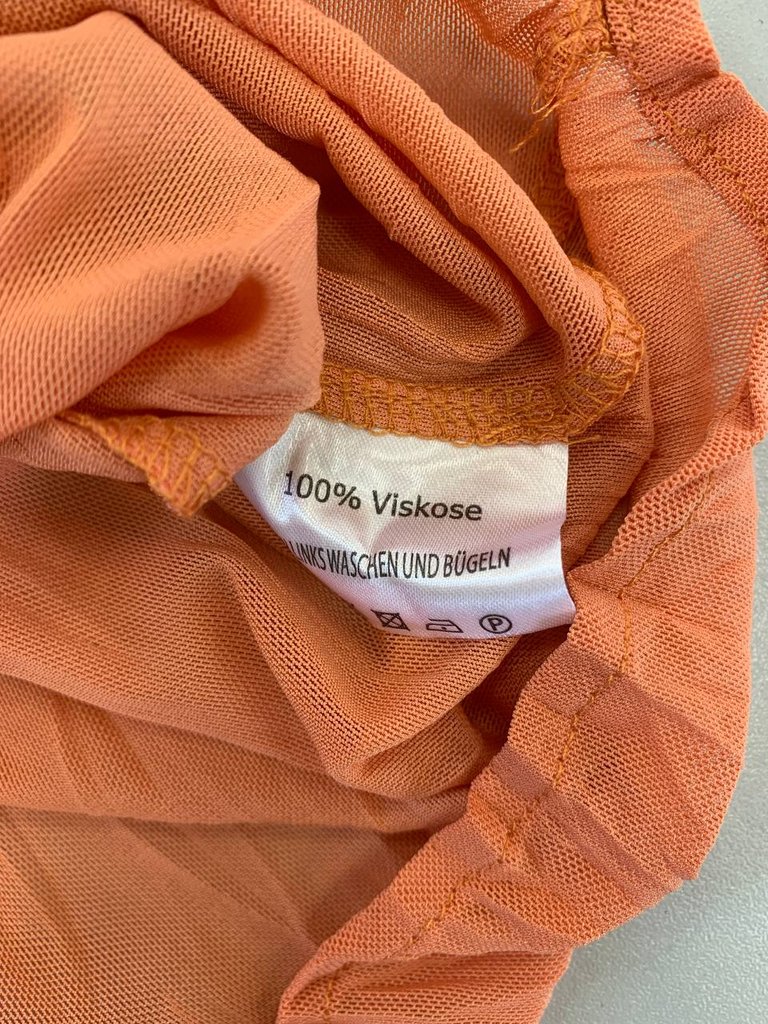 100% Viskose
LINKS WASCHEN UND BÜGELN
P